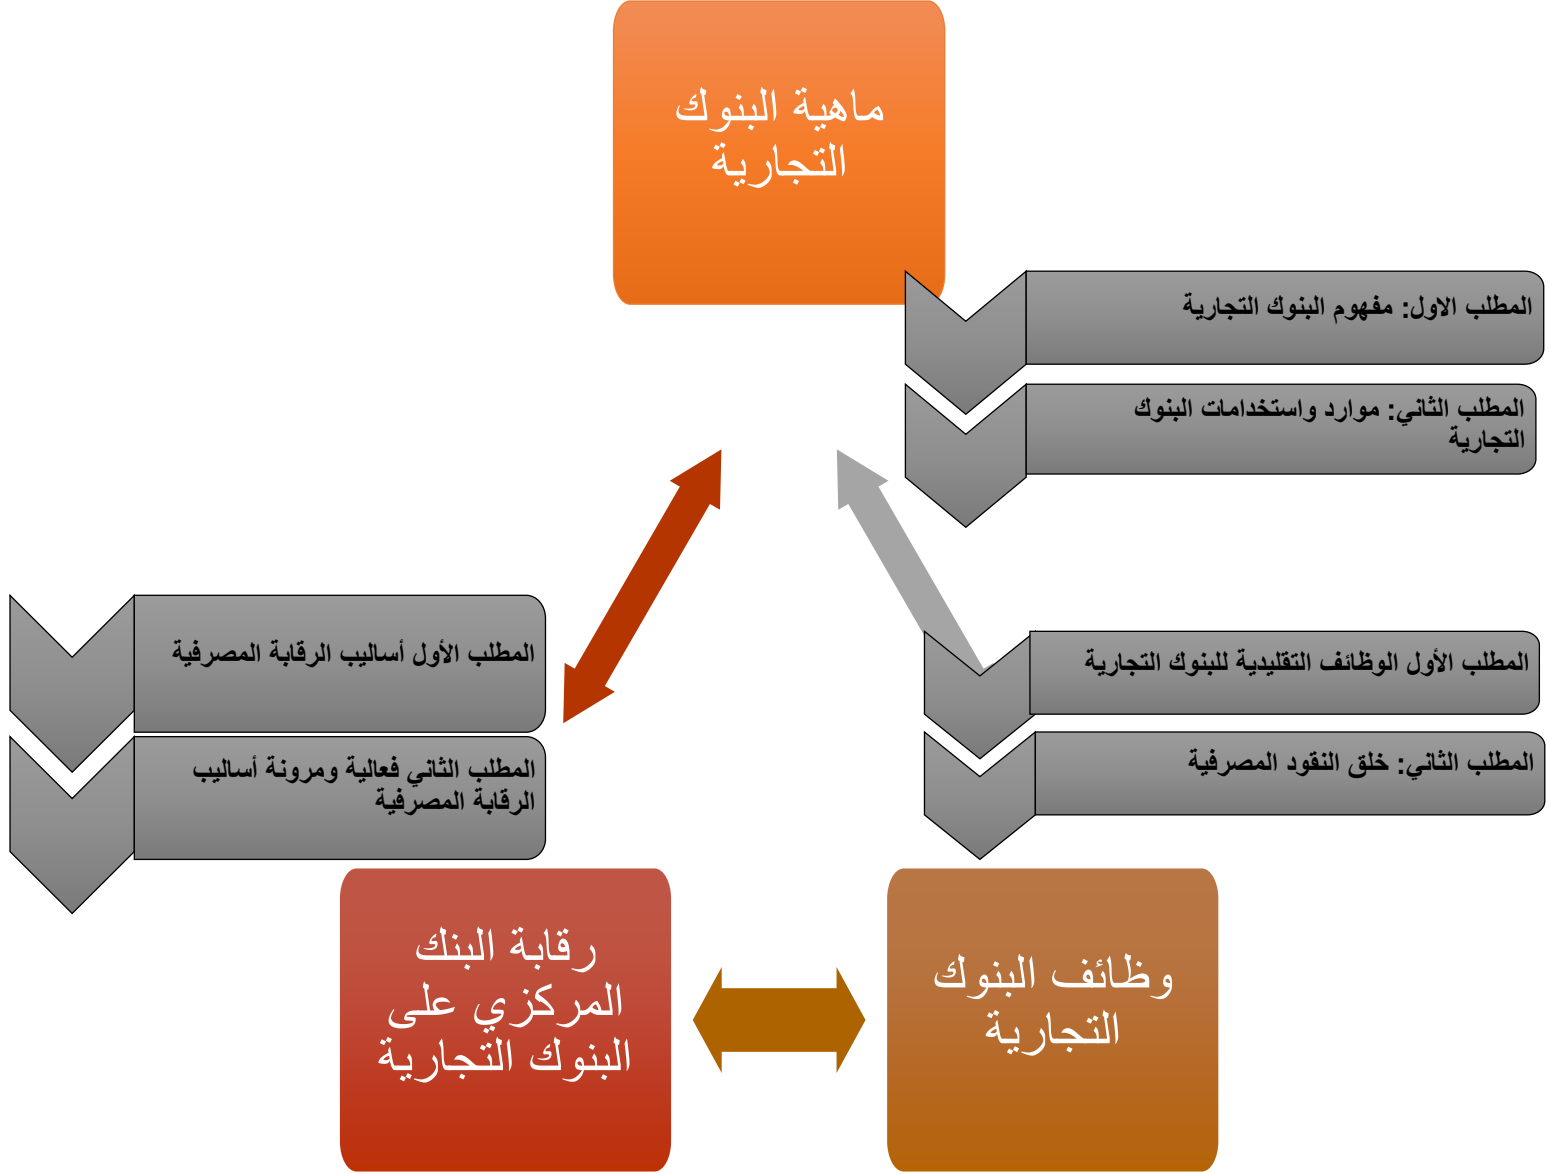 ماهية البنوك
التجارية
المطلب الاول: مفهوم البنوك التجارية
المطلب الثاني: موارد واستخدامات البنوك
التجارية
المطلب الأول الوظائف التقليدية للبنوك التجارية
المطلب الثاني: خلق النقود المصرفية
وظائف البنوك
التجارية
المطلب الأول أساليب الرقابة المصرفية
المطلب الثاني فعالية ومرونة أساليب
الرقابة المصرفية
رقابة البنك
المركزي على
البنوك التجارية